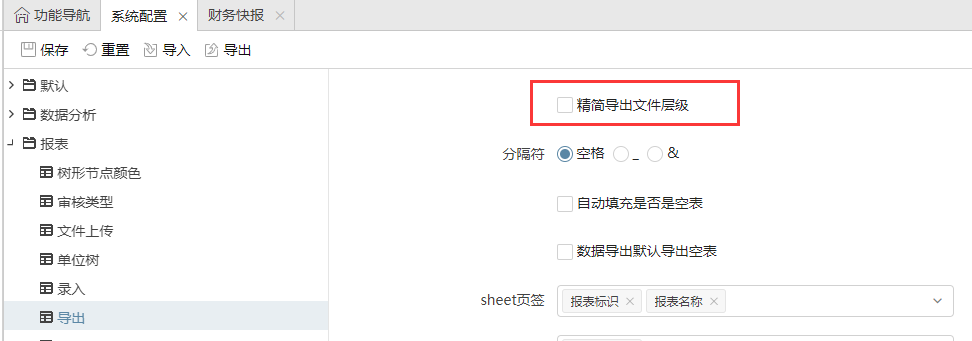 功能导航 系统配置 财务快报
保存 重置 导入 导出
默认
数据分析
报表
树形节点颜色
审核类型
文件上传
单位树
录入
导出
精简导出文件层级
分隔符 空格 _ &
自动填充是否是空表
数据导出默认导出空表
sheet页签 报表标识 报表名称